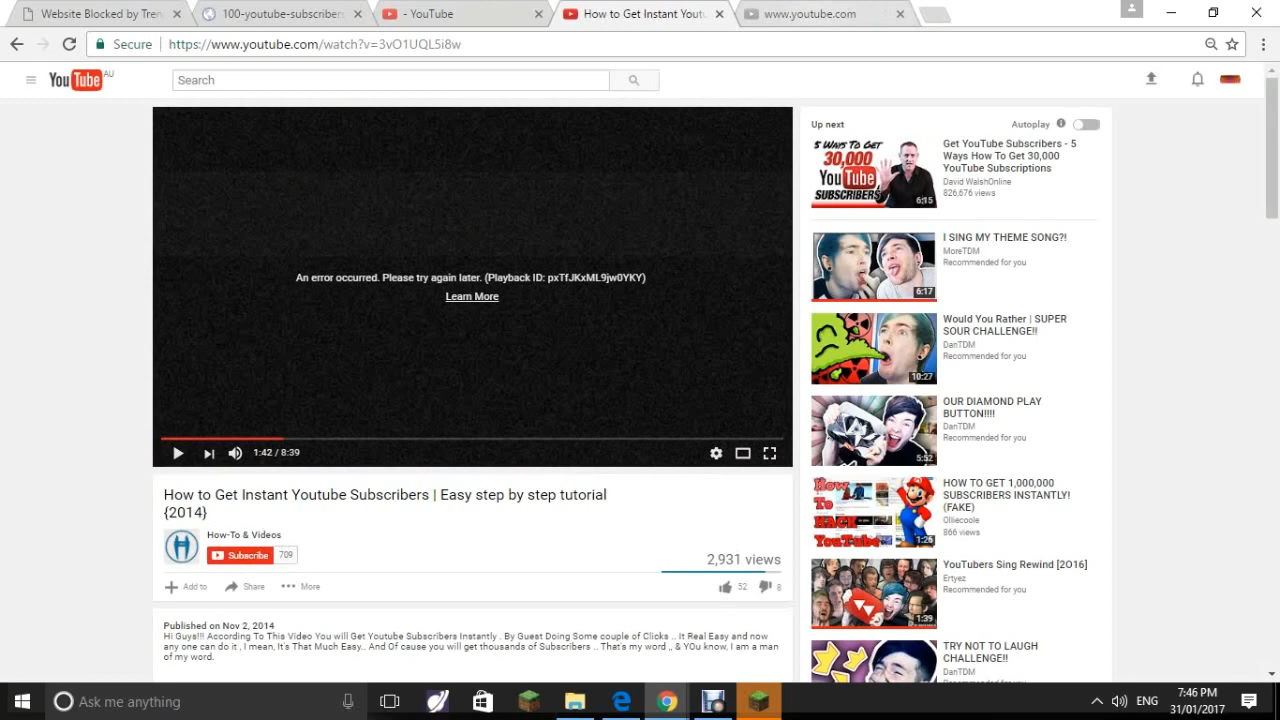 Website Blocked by Trend
100-youtube-subscribers
- YouTube
How to Get Instant Yout
www.youtube.com
Secure
https://www.youtube.com/watch?v=3vO1UQL5i8w
YouTube AU
Search
An error occurred. Please try again later. (Playback ID: pxTfJKxML9jw0YKY)
Learn More
1:42 / 8:39
How to Get Instant Youtube Subscribers | Easy step by step tutorial
{2014}
How-To & Videos
Subscribe 709
2,931 views
Add to Share More 52 8
Published on Nov 2, 2014
Hi Guys!!! According To This Video You will Get Youtube Subscribers Instantly . By Guest Doing Some couple of Clicks .. It Real Easy and now
any one can do it , I mean, It's That Much Easy.. And Of cause you will get thousands of Subscribers .. That's my word ,, & YOu know, I am a man
of my word.
Up next
Autoplay
5 WAYS TO GET
30,000
YouTube
SUBSCRIBERS
6:15
Get YouTube Subscribers - 5
Ways How To Get 30,000
YouTube Subscriptions
David WalshOnline
826,676 views
6:17
I SING MY THEME SONG?!
MoreTDM
Recommended for you
10:27
Would You Rather | SUPER
SOUR CHALLENGE!!
DanTDM
Recommended for you
5:52
OUR DIAMOND PLAY
BUTTON!!!!
DanTDM
Recommended for you
How
To
HACK
YouTube
1:26
HOW TO GET 1,000,000
SUBSCRIBERS INSTANTLY!
(FAKE)
Olliecoole
866 views
1:39
YouTubers Sing Rewind [2O16]
Ertyez
Recommended for you
TRY NOT TO LAUGH
CHALLENGE!!
DanTDM
Ask me anything
ENG
7:46 PM
31/01/2017